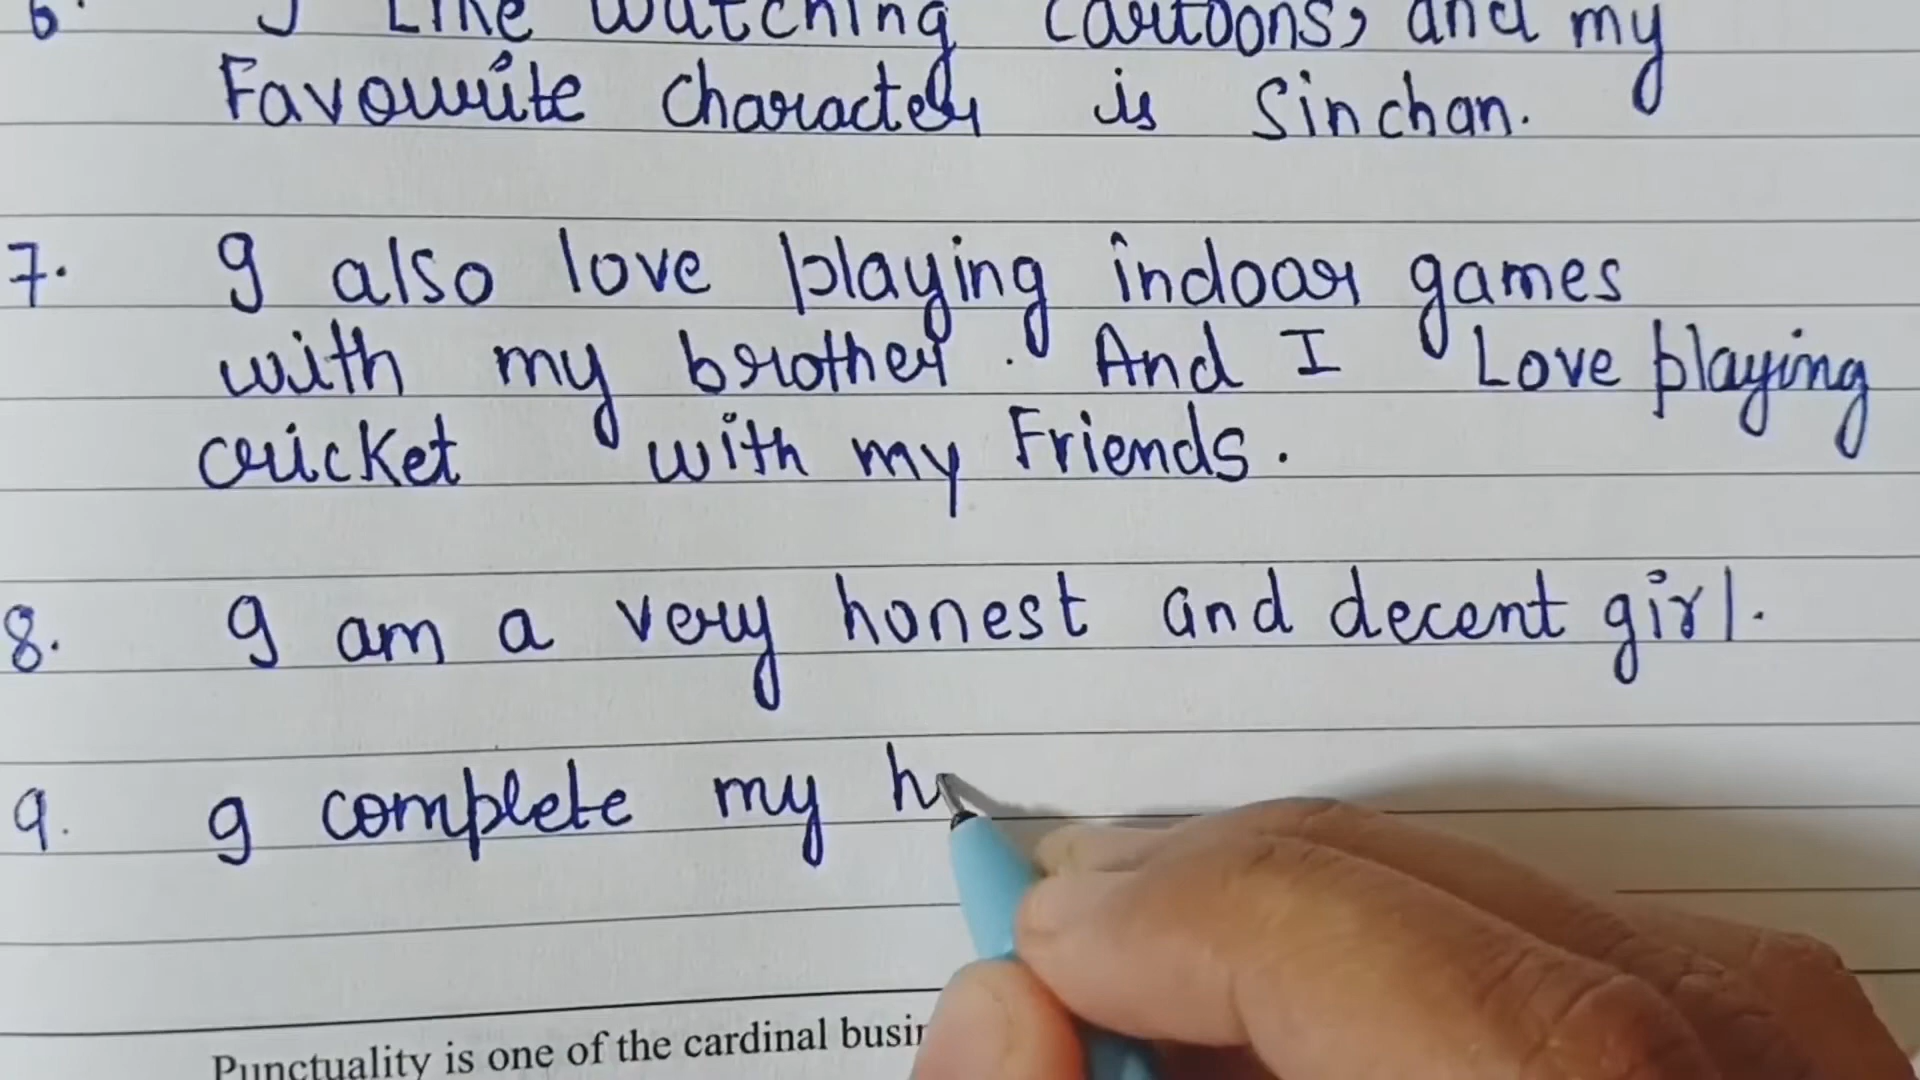 6. I Like watching cartoons, and my
Favourite character is Sinchan.
7. I also love playing indoor games
with my brother. And I Love playing
cricket with my Friends.
8. I am a very honest and decent girl.
9. I complete my h
Punctuality is one of the cardinal busin